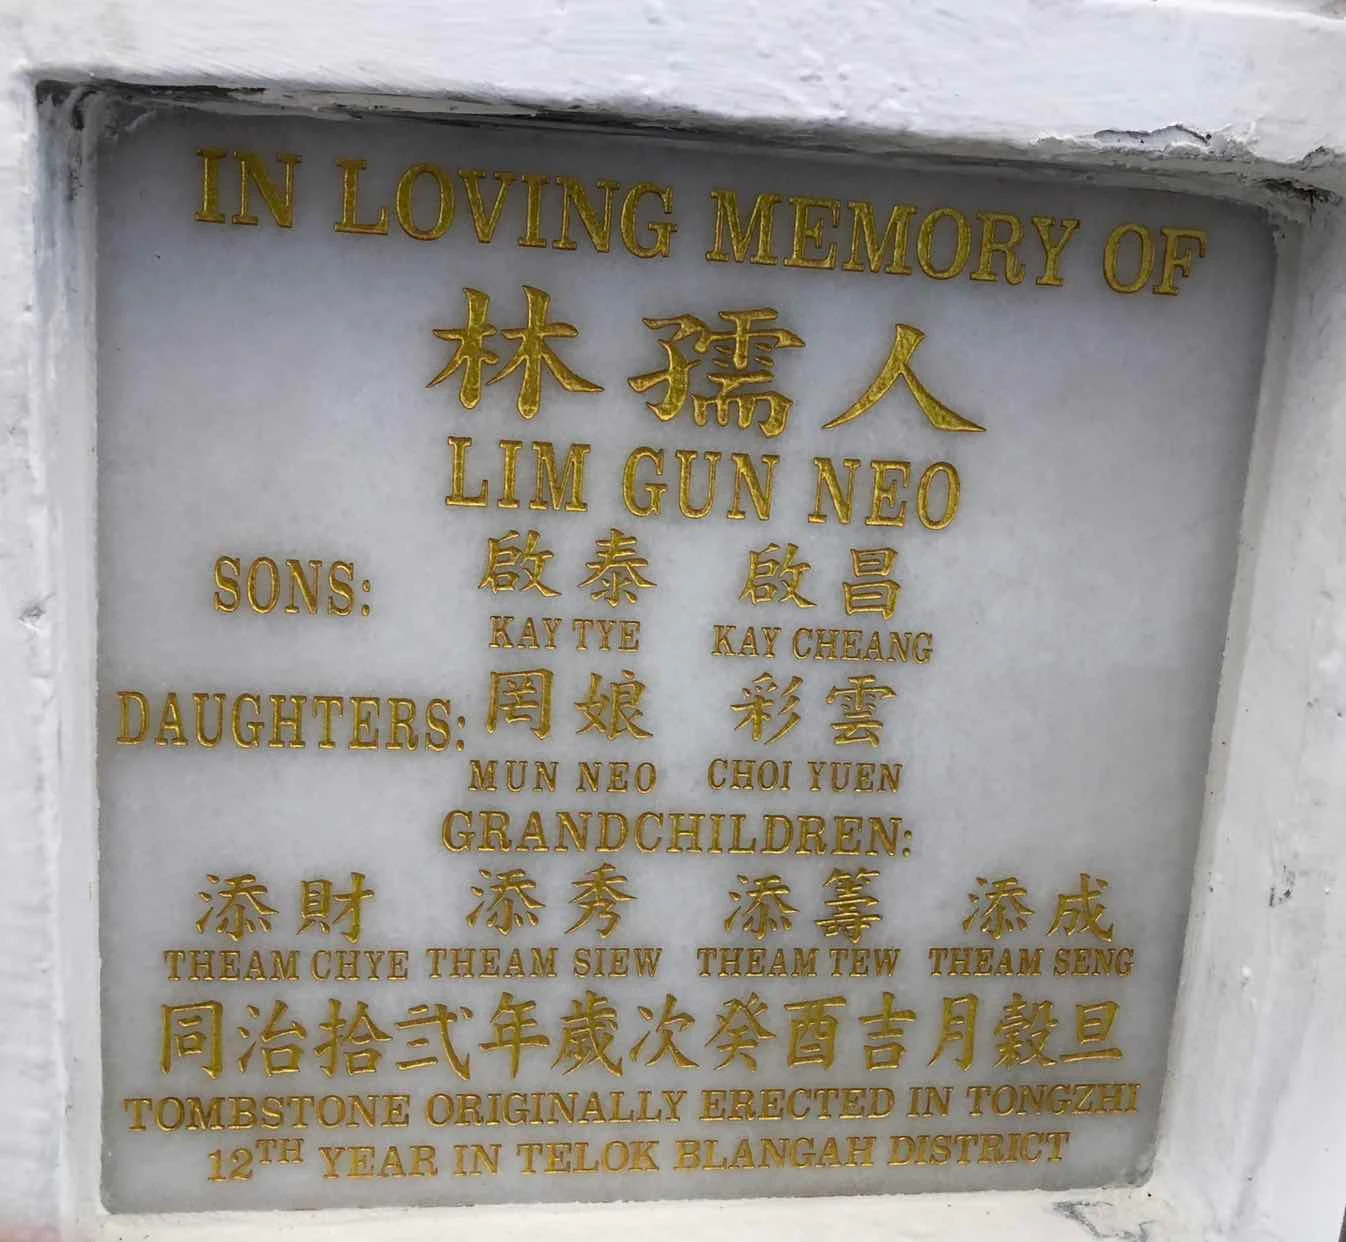 IN LOVING MEMORY OF
林孺人
LIM GUN NEO
SONS: 啟泰 啟昌
KAY TYE KAY CHEANG
DAUGHTERS: 罔娘 彩雲
MUN NEO CHOI YUEN
GRANDCHILDREN:
添財 添秀 添籌 添成
THEAM CHYE THEAM SIEW THEAM TEW THEAM SENG
同治拾弍年歲次癸酉吉月穀旦
TOMBSTONE ORIGINALLY ERECTED IN TONGZHI
12TH YEAR IN TELOK BLANGAH DISTRICT